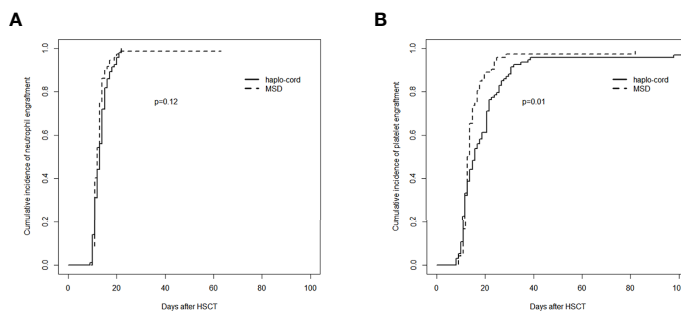 A
Cumulative incidence of neutrophil engraftment
1.0
0.8
0.6
0.4
0.2
0.0
haplo-cord
MSD
p=0.12
0 20 40 60 80 100
Days after HSCT
B
Cumulative incidence of platelet engraftment
1.0
0.8
0.6
0.4
0.2
0.0
haplo-cord
MSD
p=0.01
0 20 40 60 80 100
Days after HSCT